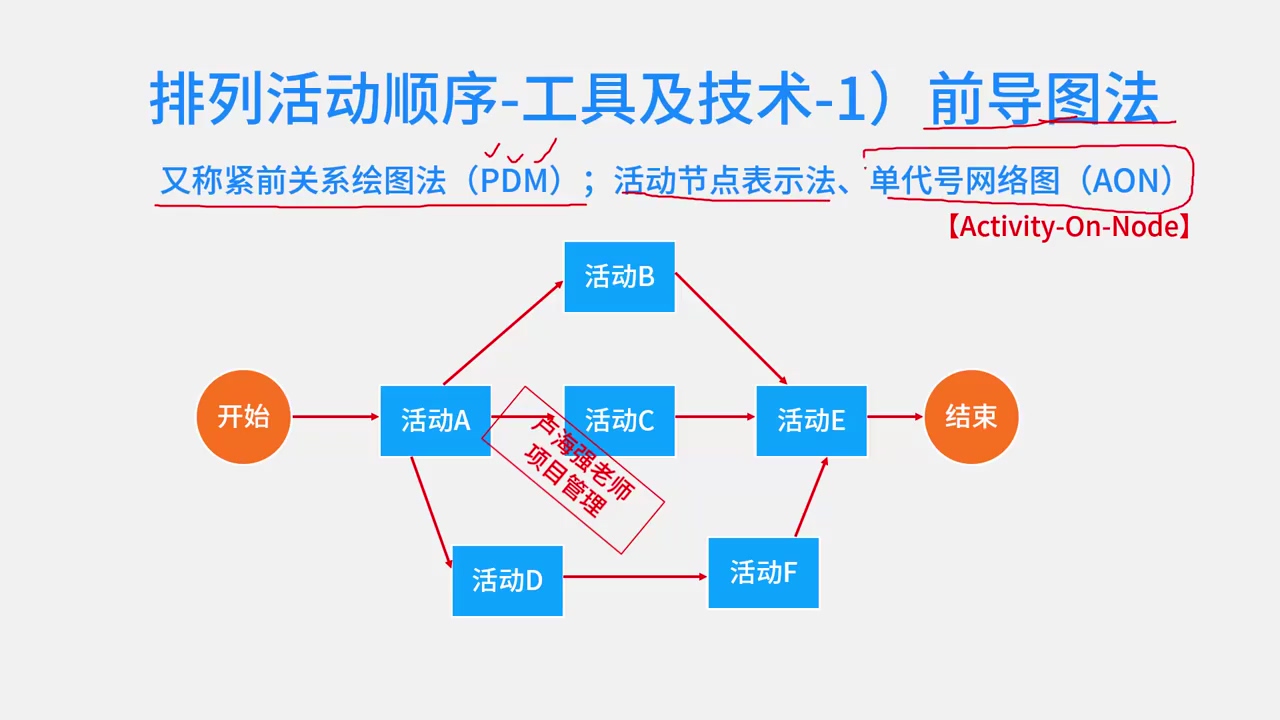 排列活动顺序-工具及技术-1）前导图法
又称紧前关系绘图法（PDM）；活动节点表示法、单代号网络图（AON）
【Activity-On-Node】
活动B
开始
活动A
活动C
活动E
结束
卢海强老师
项目管理
活动D
活动F